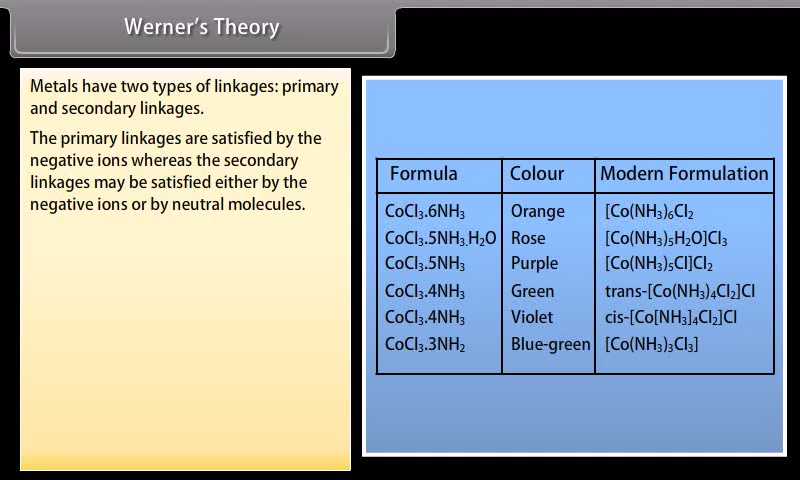 Werner's Theory
Metals have two types of linkages: primary
and secondary linkages.
The primary linkages are satisfied by the
negative ions whereas the secondary
linkages may be satisfied either by the
negative ions or by neutral molecules.
Formula Colour Modern Formulation
CoCl₃.6NH₃ Orange [Co(NH₃)₆Cl₂
CoCl₃.5NH₃.H₂O Rose [Co(NH₃)₅H₂O]Cl₃
CoCl₃.5NH₃ Purple [Co(NH₃)₅Cl]Cl₂
CoCl₃.4NH₃ Green trans-[Co(NH₃)₄Cl₂]Cl
CoCl₃.4NH₃ Violet cis-[Co[NH₃]₄Cl₂]Cl
CoCl₃.3NH₂ Blue-green [Co(NH₃)₃Cl₃]